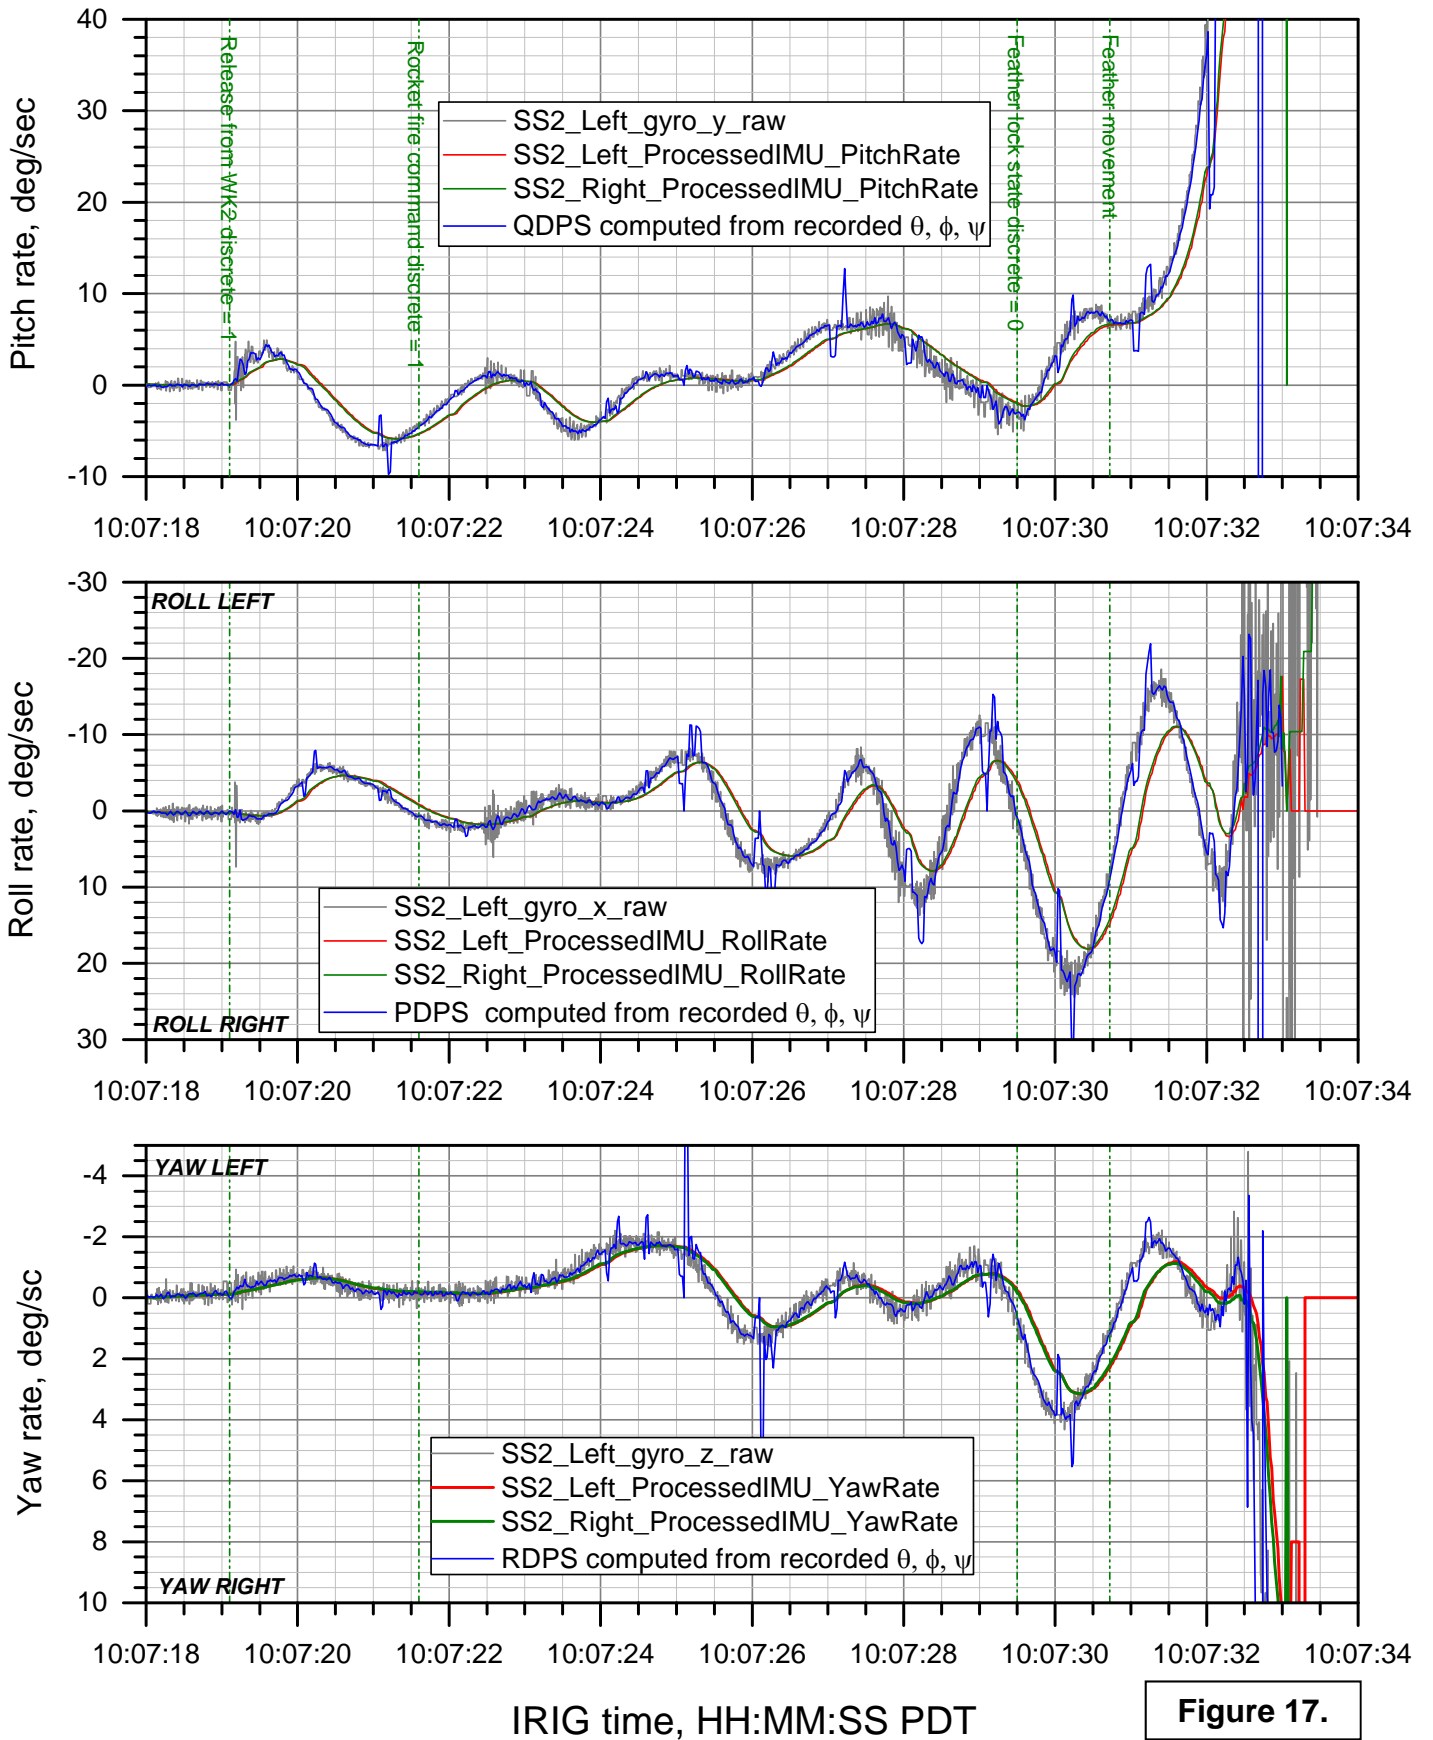 40
30
20
10
0
-10
Pitch rate, deg/sec
Release from WK2 discrete = 1
Rocket fire command discrete = 1
Feather lock state discrete = 0
Feather movement
SS2_Left_gyro_y_raw
SS2_Left_ProcessedIMU_PitchRate
SS2_Right_ProcessedIMU_PitchRate
QDPS computed from recorded θ, ϕ, ψ
10:07:18 10:07:20 10:07:22 10:07:24 10:07:26 10:07:28 10:07:30 10:07:32 10:07:34
-30
-20
-10
0
10
20
30
Roll rate, deg/sec
ROLL LEFT
SS2_Left_gyro_x_raw
SS2_Left_ProcessedIMU_RollRate
SS2_Right_ProcessedIMU_RollRate
PDPS computed from recorded θ, ϕ, ψ
ROLL RIGHT
10:07:18 10:07:20 10:07:22 10:07:24 10:07:26 10:07:28 10:07:30 10:07:32 10:07:34
-4
-2
0
2
4
6
8
10
Yaw rate, deg/sc
YAW LEFT
SS2_Left_gyro_z_raw
SS2_Left_ProcessedIMU_YawRate
SS2_Right_ProcessedIMU_YawRate
RDPS computed from recorded θ, ϕ, ψ
YAW RIGHT
10:07:18 10:07:20 10:07:22 10:07:24 10:07:26 10:07:28 10:07:30 10:07:32 10:07:34
IRIG time, HH:MM:SS PDT
Figure 17.